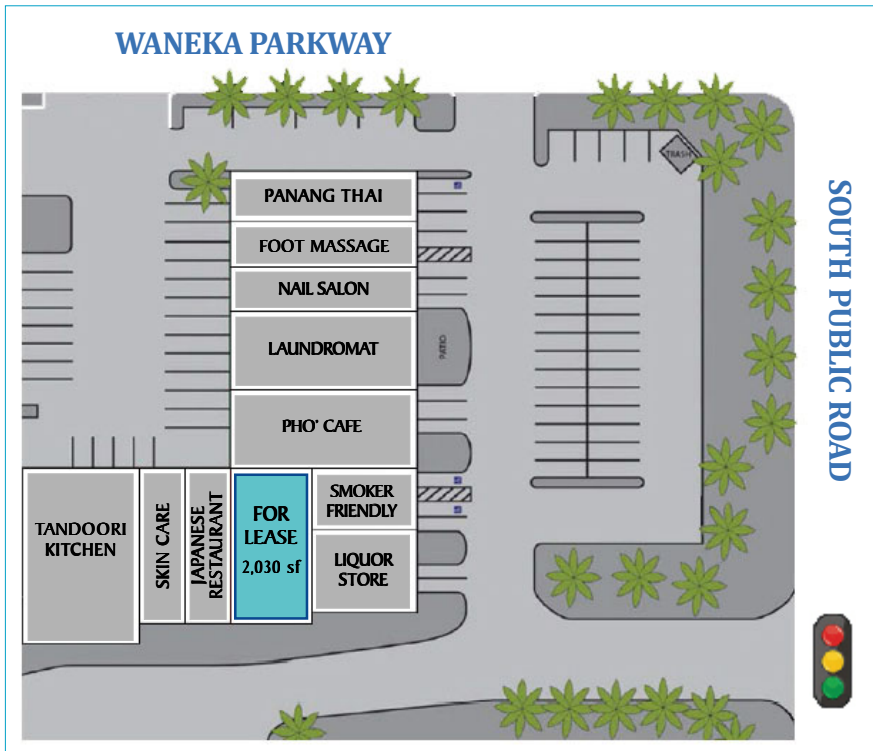 WANEKA PARKWAY
TRASH
PANANG THAI
FOOT MASSAGE
NAIL SALON
LAUNDROMAT
PATIO
PHO' CAFE
SOUTH PUBLIC ROAD
TANDOORI
KITCHEN
SKIN CARE
JAPANESE
RESTAURANT
FOR
LEASE
2,030 sf
SMOKER
FRIENDLY
LIQUOR
STORE